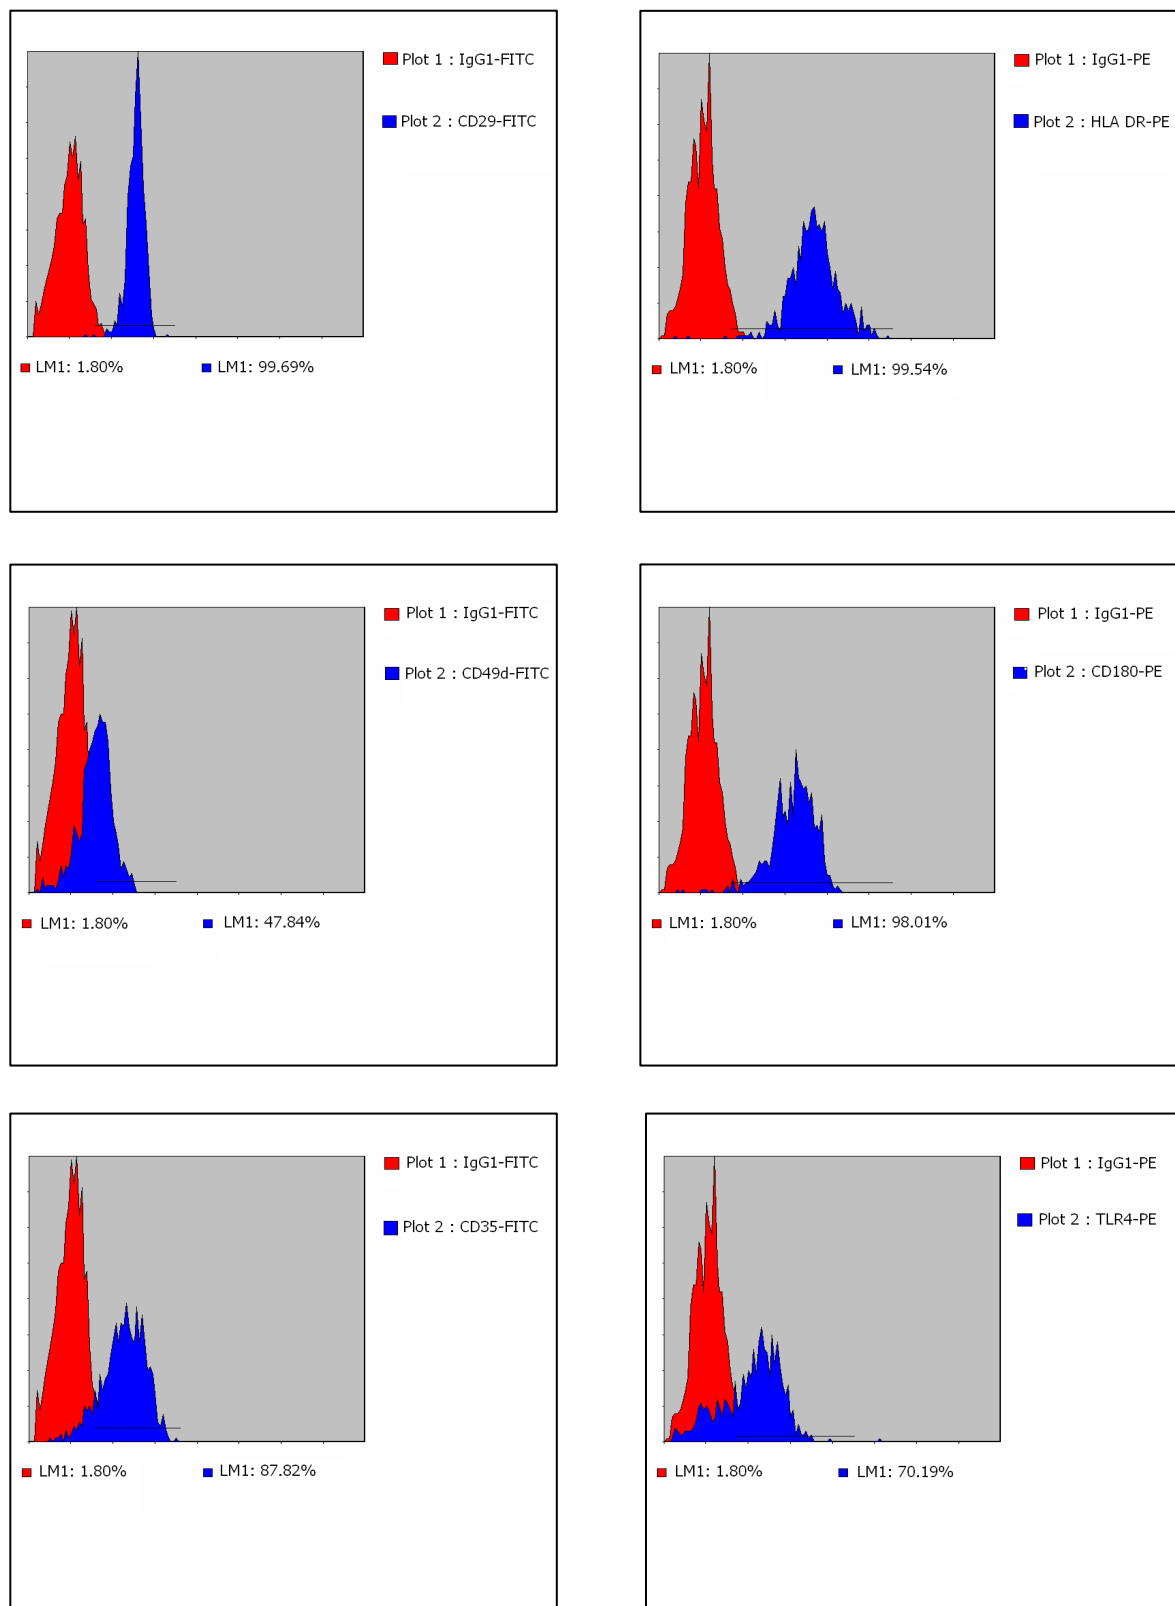 Plot 1 : IgG1-FITC
Plot 2 : CD29-FITC
LM1: 1.80% LM1: 99.69%
Plot 1 : IgG1-PE
Plot 2 : HLA DR-PE
LM1: 1.80% LM1: 99.54%
Plot 1 : IgG1-FITC
Plot 2 : CD49d-FITC
LM1: 1.80% LM1: 47.84%
Plot 1 : IgG1-PE
Plot 2 : CD180-PE
LM1: 1.80% LM1: 98.01%
Plot 1 : IgG1-FITC
Plot 2 : CD35-FITC
LM1: 1.80% LM1: 87.82%
Plot 1 : IgG1-PE
Plot 2 : TLR4-PE
LM1: 1.80% LM1: 70.19%